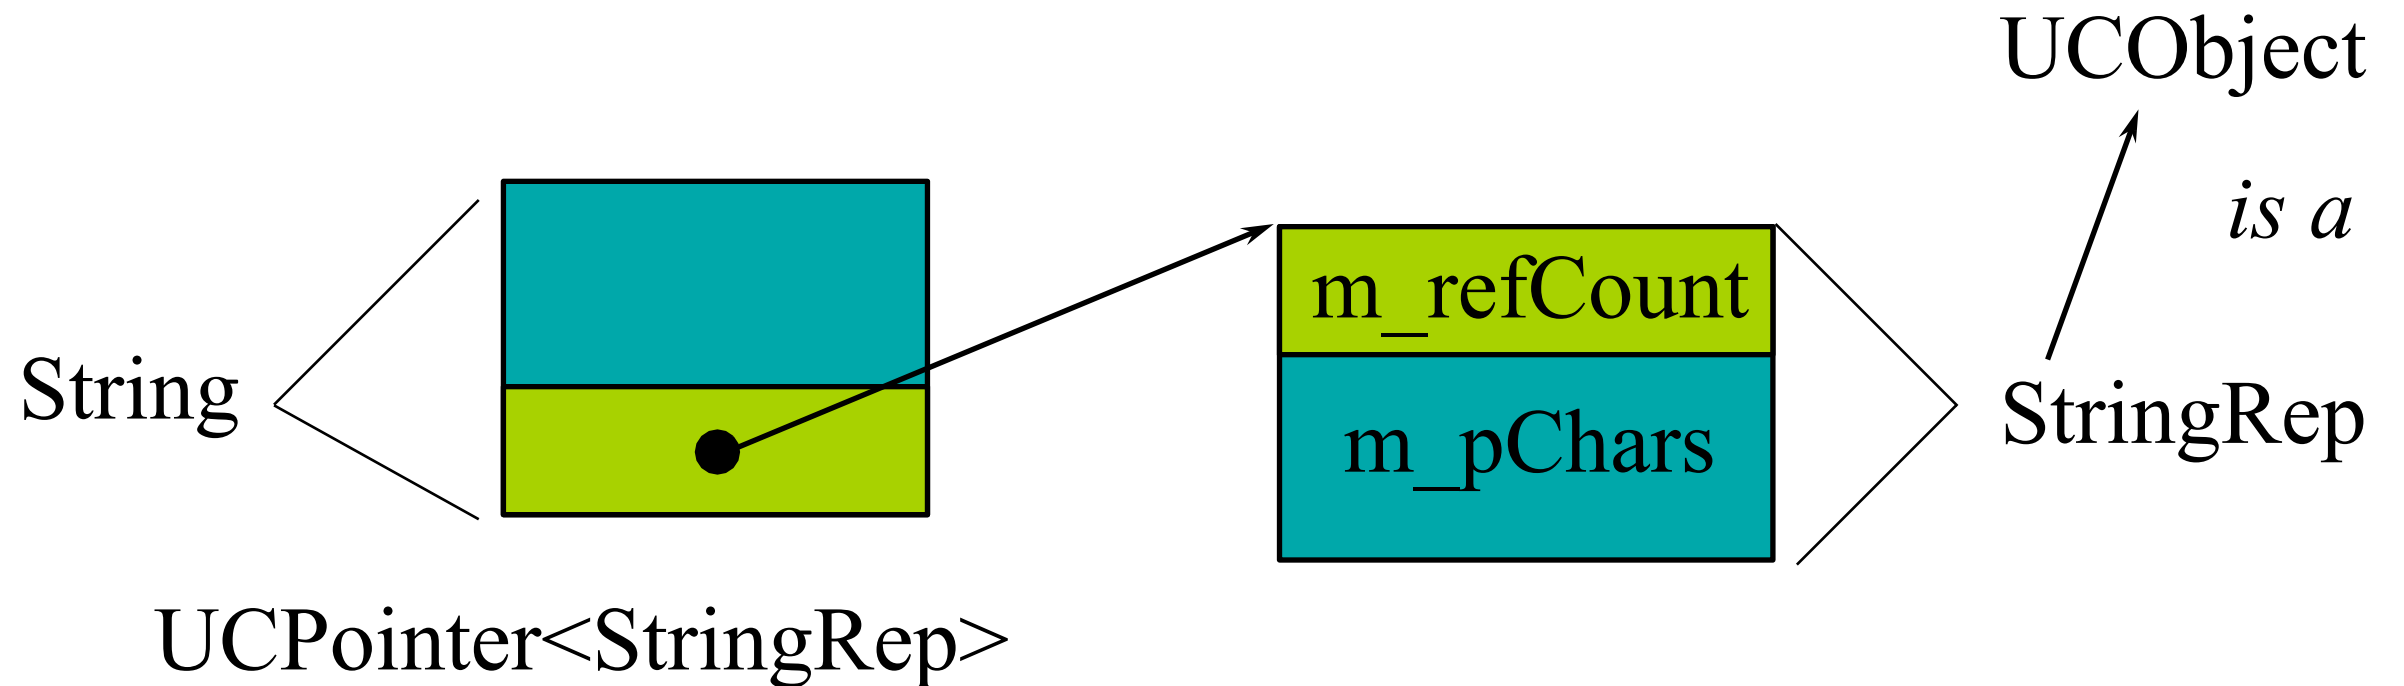 UCObject
is a
m_refCount
String
StringRep
m_pChars
UCPointer<StringRep>